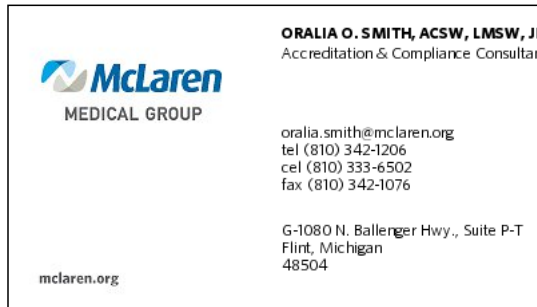 McLaren
MEDICAL GROUP
mclaren.org
ORALIA O. SMITH, ACSW, LMSW,
Accreditation & Compliance
oralia.smith@mclaren.org
tel (810) 342-1206
cel (810) 333-6502
fax (810) 342-1076
G-1080 N. Ballenger Hwy., Suite P-T
Flint, Michigan
48504